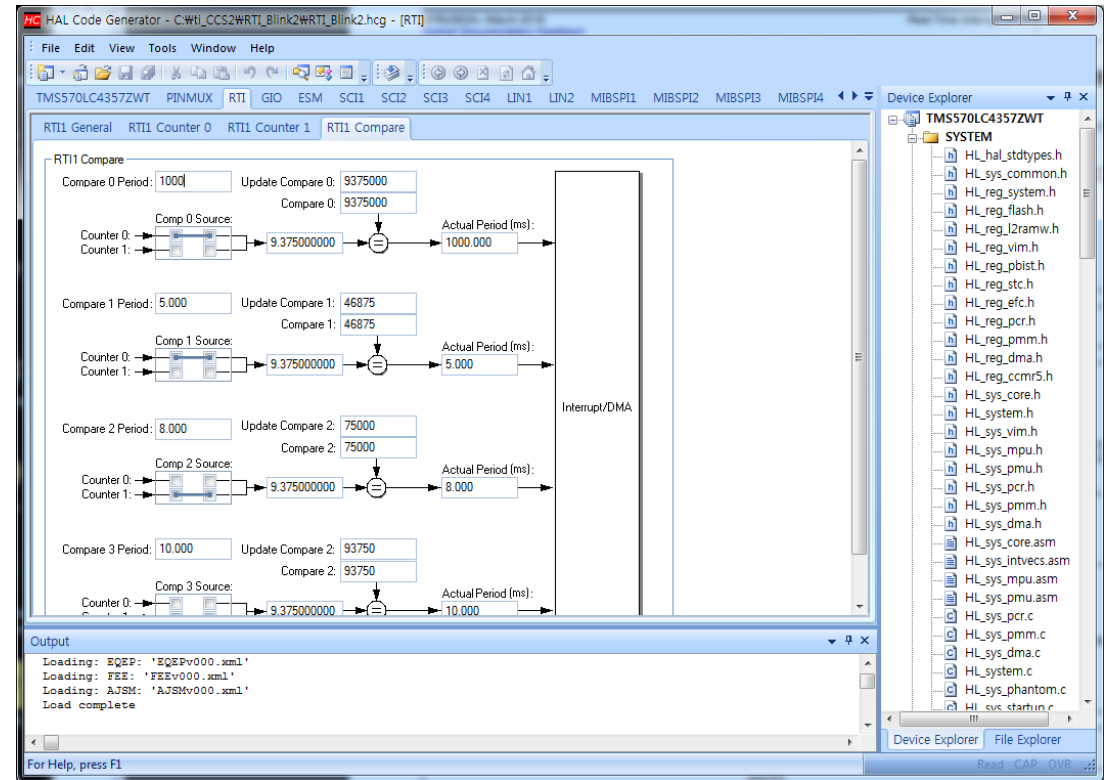 HAL Code Generator - C:₩ti_CCS2₩RTI_Blink2₩RTI_Blink2.hcg - [RTI]
File Edit View Tools Window Help
TMS570LC4357ZWT PINMUX RTI GIO ESM SCI1 SCI2 SCI3 SCI4 LIN1 LIN2 MIBSPI1 MIBSPI2 MIBSPI3 MIBSPI4
RTI1 General RTI1 Counter 0 RTI1 Counter 1 RTI1 Compare
RTI1 Compare
Compare 0 Period: 1000 Update Compare 0: 9375000
Compare 0: 9375000
Comp 0 Source:
Actual Period (ms):
Counter 0:
Counter 1:
9.375000000 = 1000.000
Compare 1 Period: 5.000 Update Compare 1: 46875
Compare 1: 46875
Comp 1 Source:
Actual Period (ms):
Counter 0:
Counter 1:
9.375000000 = 5.000
Interrupt/DMA
Compare 2 Period: 8.000 Update Compare 2: 75000
Compare 2: 75000
Comp 2 Source:
Actual Period (ms):
Counter 0:
Counter 1:
9.375000000 = 8.000
Compare 3 Period: 10.000 Update Compare 2: 93750
Compare 2: 93750
Comp 3 Source:
Actual Period (ms):
Counter 0:
9.375000000 = 10.000
Device Explorer
TMS570LC4357ZWT
SYSTEM
HL_hal_stdtypes.h
HL_sys_common.h
HL_reg_system.h
HL_reg_flash.h
HL_reg_l2ramw.h
HL_reg_vim.h
HL_reg_pbist.h
HL_reg_stc.h
HL_reg_efc.h
HL_reg_pcr.h
HL_reg_pmm.h
HL_reg_dma.h
HL_reg_ccmr5.h
HL_sys_core.h
HL_system.h
HL_sys_vim.h
HL_sys_mpu.h
HL_sys_pmu.h
HL_sys_pcr.h
HL_sys_pmm.h
HL_sys_dma.h
HL_sys_core.asm
HL_sys_intvecs.asm
HL_sys_mpu.asm
HL_sys_pmu.asm
HL_sys_pcr.c
HL_sys_pmm.c
HL_sys_dma.c
HL_system.c
HL_sys_phantom.c
HL_sys_startup.c
Device Explorer File Explorer
Output
Loading: EQEP: 'EQEPv000.xml'
Loading: FEE: 'FEEv000.xml'
Loading: AJSM: 'AJSMv000.xml'
Load complete
For Help, press F1
Read CAP OVR